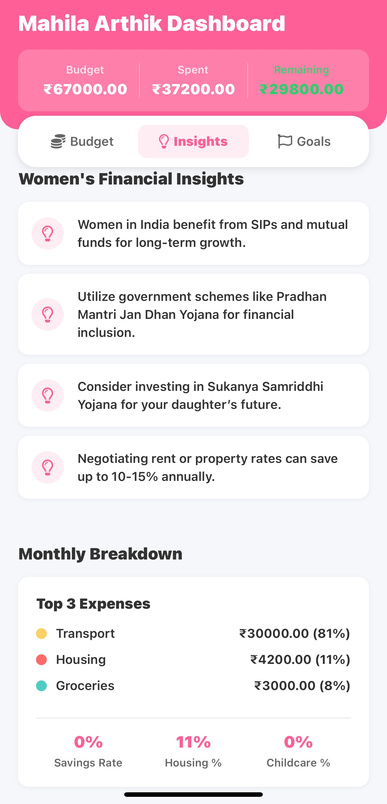 Mahila Arthik Dashboard
Budget Spent Remaining
₹67000.00 ₹37200.00 ₹29800.00
Budget Insights Goals
Women's Financial Insights
Women in India benefit from SIPs and mutual
funds for long-term growth.
Utilize government schemes like Pradhan
Mantri Jan Dhan Yojana for financial
inclusion.
Consider investing in Sukanya Samriddhi
Yojana for your daughter’s future.
Negotiating rent or property rates can save
up to 10-15% annually.
Monthly Breakdown
Top 3 Expenses
Transport ₹30000.00 (81%)
Housing ₹4200.00 (11%)
Groceries ₹3000.00 (8%)
0% 11% 0%
Savings Rate Housing % Childcare %